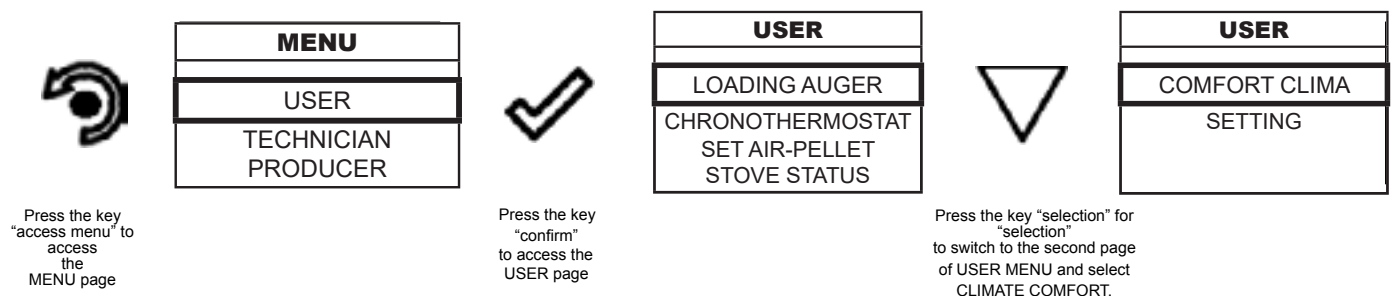 MENU
USER
TECHNICIAN
PRODUCER
USER
LOADING AUGER
CHRONOTHERMOSTAT
SET AIR-PELLET
STOVE STATUS
USER
COMFORT CLIMA
SETTING
Press the key
“access menu” to
access
the
MENU page
Press the key
“confirm”
to access the
USER page
Press the key “selection” for
“selection”
to switch to the second page
of USER MENU and select
CLIMATE COMFORT.